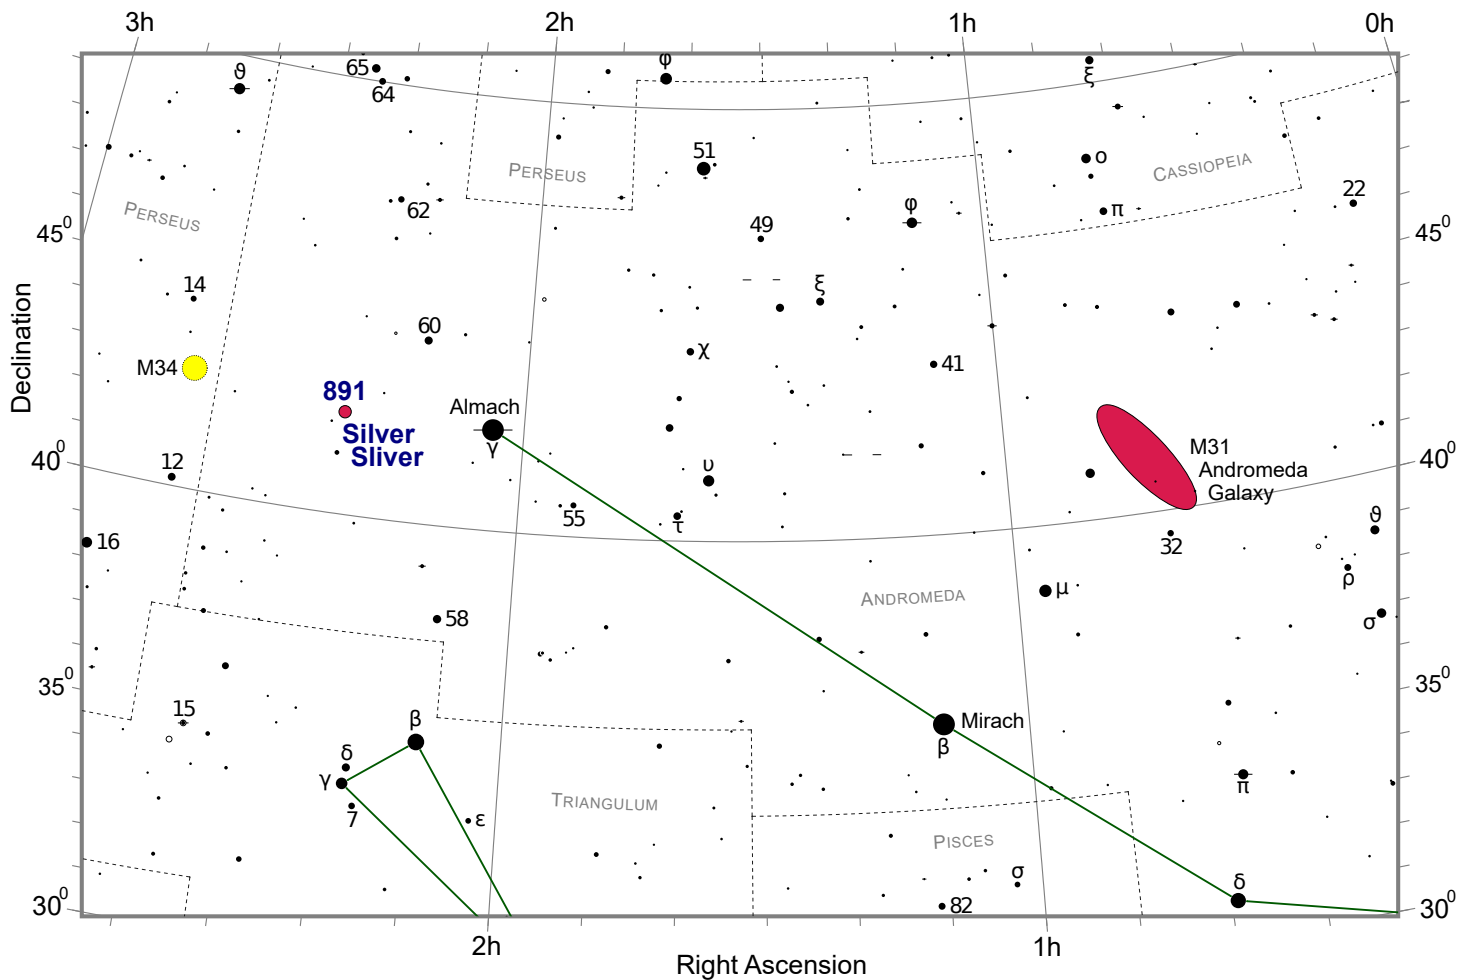 3h 2h 1h 0h
ϑ 65 φ ξ
64
51 ο CASSIOPEIA
PERSEUS
22
PERSEUS 62 φ π
45⁰ 49 45⁰
14 ξ
60 χ
M34 41
891
Almach
Silver γ M31
Sliver Andromeda
40⁰ 12 υ Galaxy 40⁰
55 τ ϑ
16 32
ρ
ANDROMEDA μ
58 σ
35⁰ 35⁰
15 β Mirach
δ β
γ π
7 ε TRIANGULUM
PISCES
σ δ
30⁰ 82 30⁰
2h 1h
Right Ascension
Declination